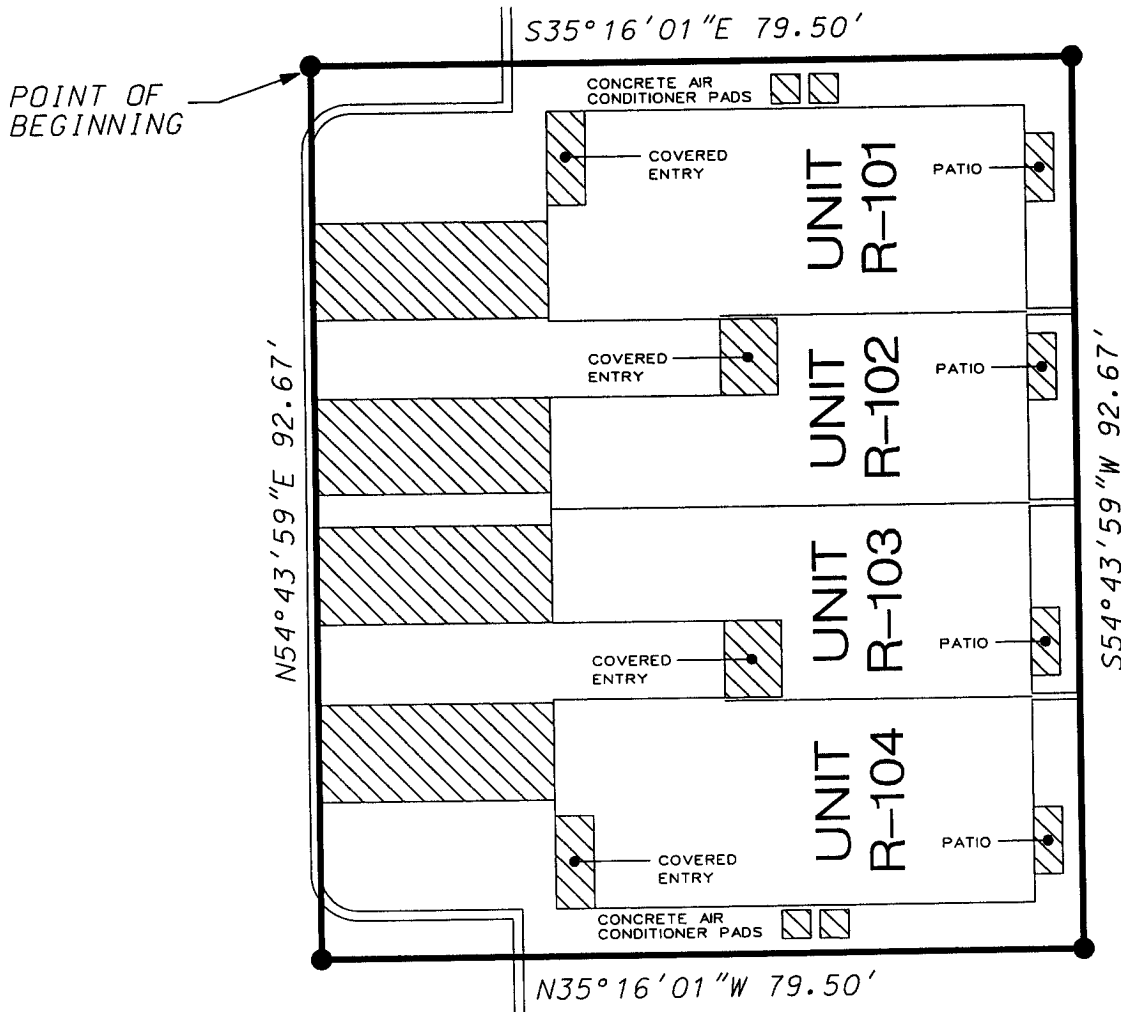 S35°16'01"E 79.50'
POINT OF
BEGINNING
CONCRETE AIR
CONDITIONER PADS
COVERED
ENTRY
UNIT
R-101
PATIO
COVERED
ENTRY
UNIT
R-102
PATIO
N54°43'59"E 92.67'
S54°43'59"W 92.67'
COVERED
ENTRY
UNIT
R-103
PATIO
COVERED
ENTRY
UNIT
R-104
PATIO
CONCRETE AIR
CONDITIONER PADS
N35°16'01"W 79.50'